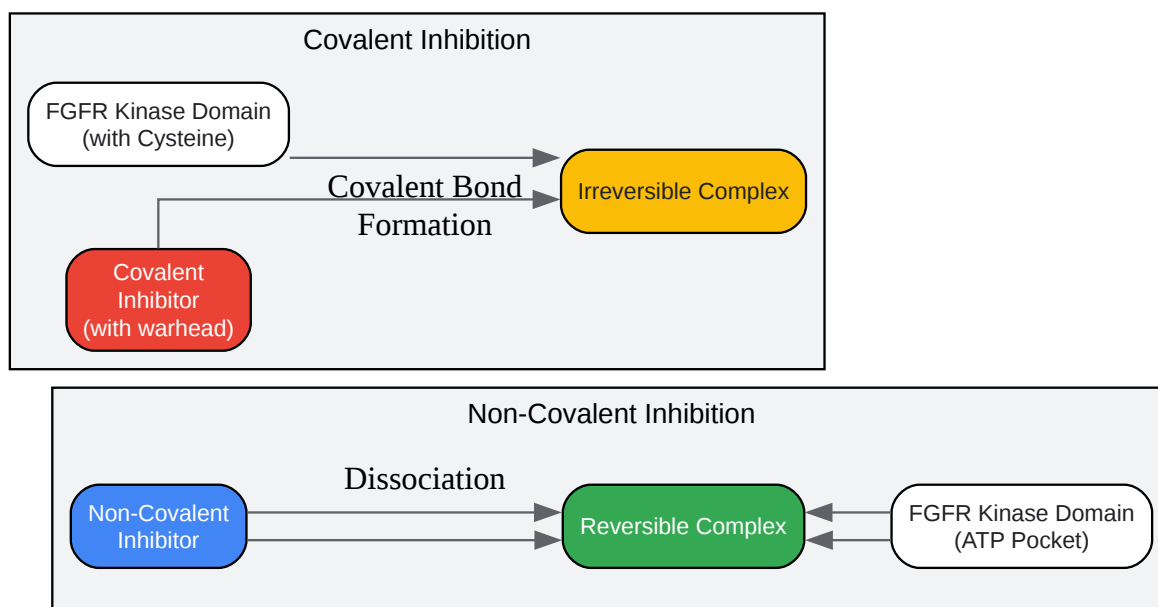 Covalent Inhibition
FGFR Kinase Domain
(with Cysteine)
Covalent Bond
Formation
Irreversible Complex
Covalent
Inhibitor
(with warhead)
Non-Covalent Inhibition
Dissociation
Non-Covalent
Inhibitor
Reversible Complex
FGFR Kinase Domain
(ATP Pocket)